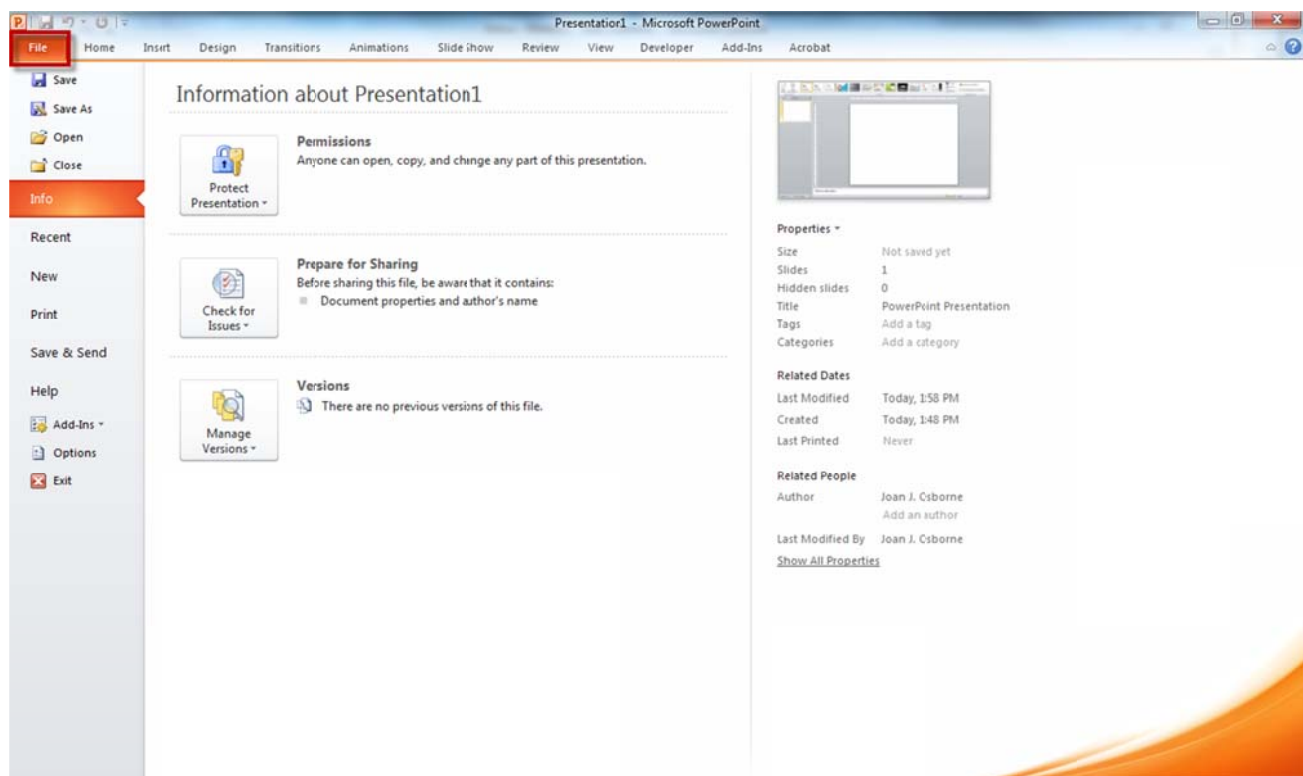 Presentation1 - Microsoft PowerPoint
File Home Insert Design Transitions Animations Slide Show Review View Developer Add-Ins Acrobat
Save
Save As
Open
Close
Info
Recent
New
Print
Save & Send
Help
Add-Ins
Options
Exit
Information about Presentation1
Protect
Presentation
Permissions
Anyone can open, copy, and change any part of this presentation.
Check for
Issues
Prepare for Sharing
Before sharing this file, be aware that it contains:
Document properties and author's name
Manage
Versions
Versions
There are no previous versions of this file.
Properties
Size Not saved yet
Slides 1
Hidden slides 0
Title PowerPoint Presentation
Tags Add a tag
Categories Add a category
Related Dates
Last Modified Today, 1:58 PM
Created Today, 1:48 PM
Last Printed Never
Related People
Author Joan J. Osborne
Add an author
Last Modified By Joan J. Osborne
Show All Properties